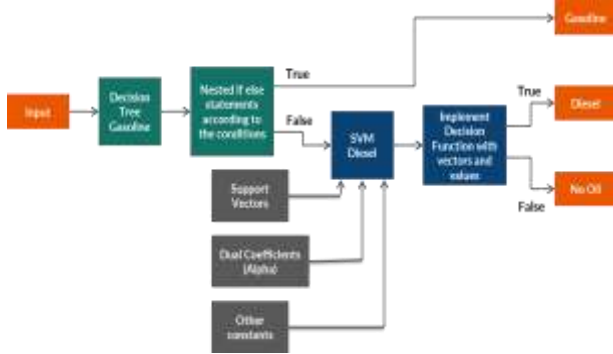 Gasoline
True
Input
Decision
Tree
Gasoline
Nested if else
statements
according to
the conditions
False
SVM
Diesel
Implement
Decision
Function with
vectors and
values
True
Diesel
False
No Oil
Support
Vectors
Dual Coefficients
(Alpha)
Other
constants